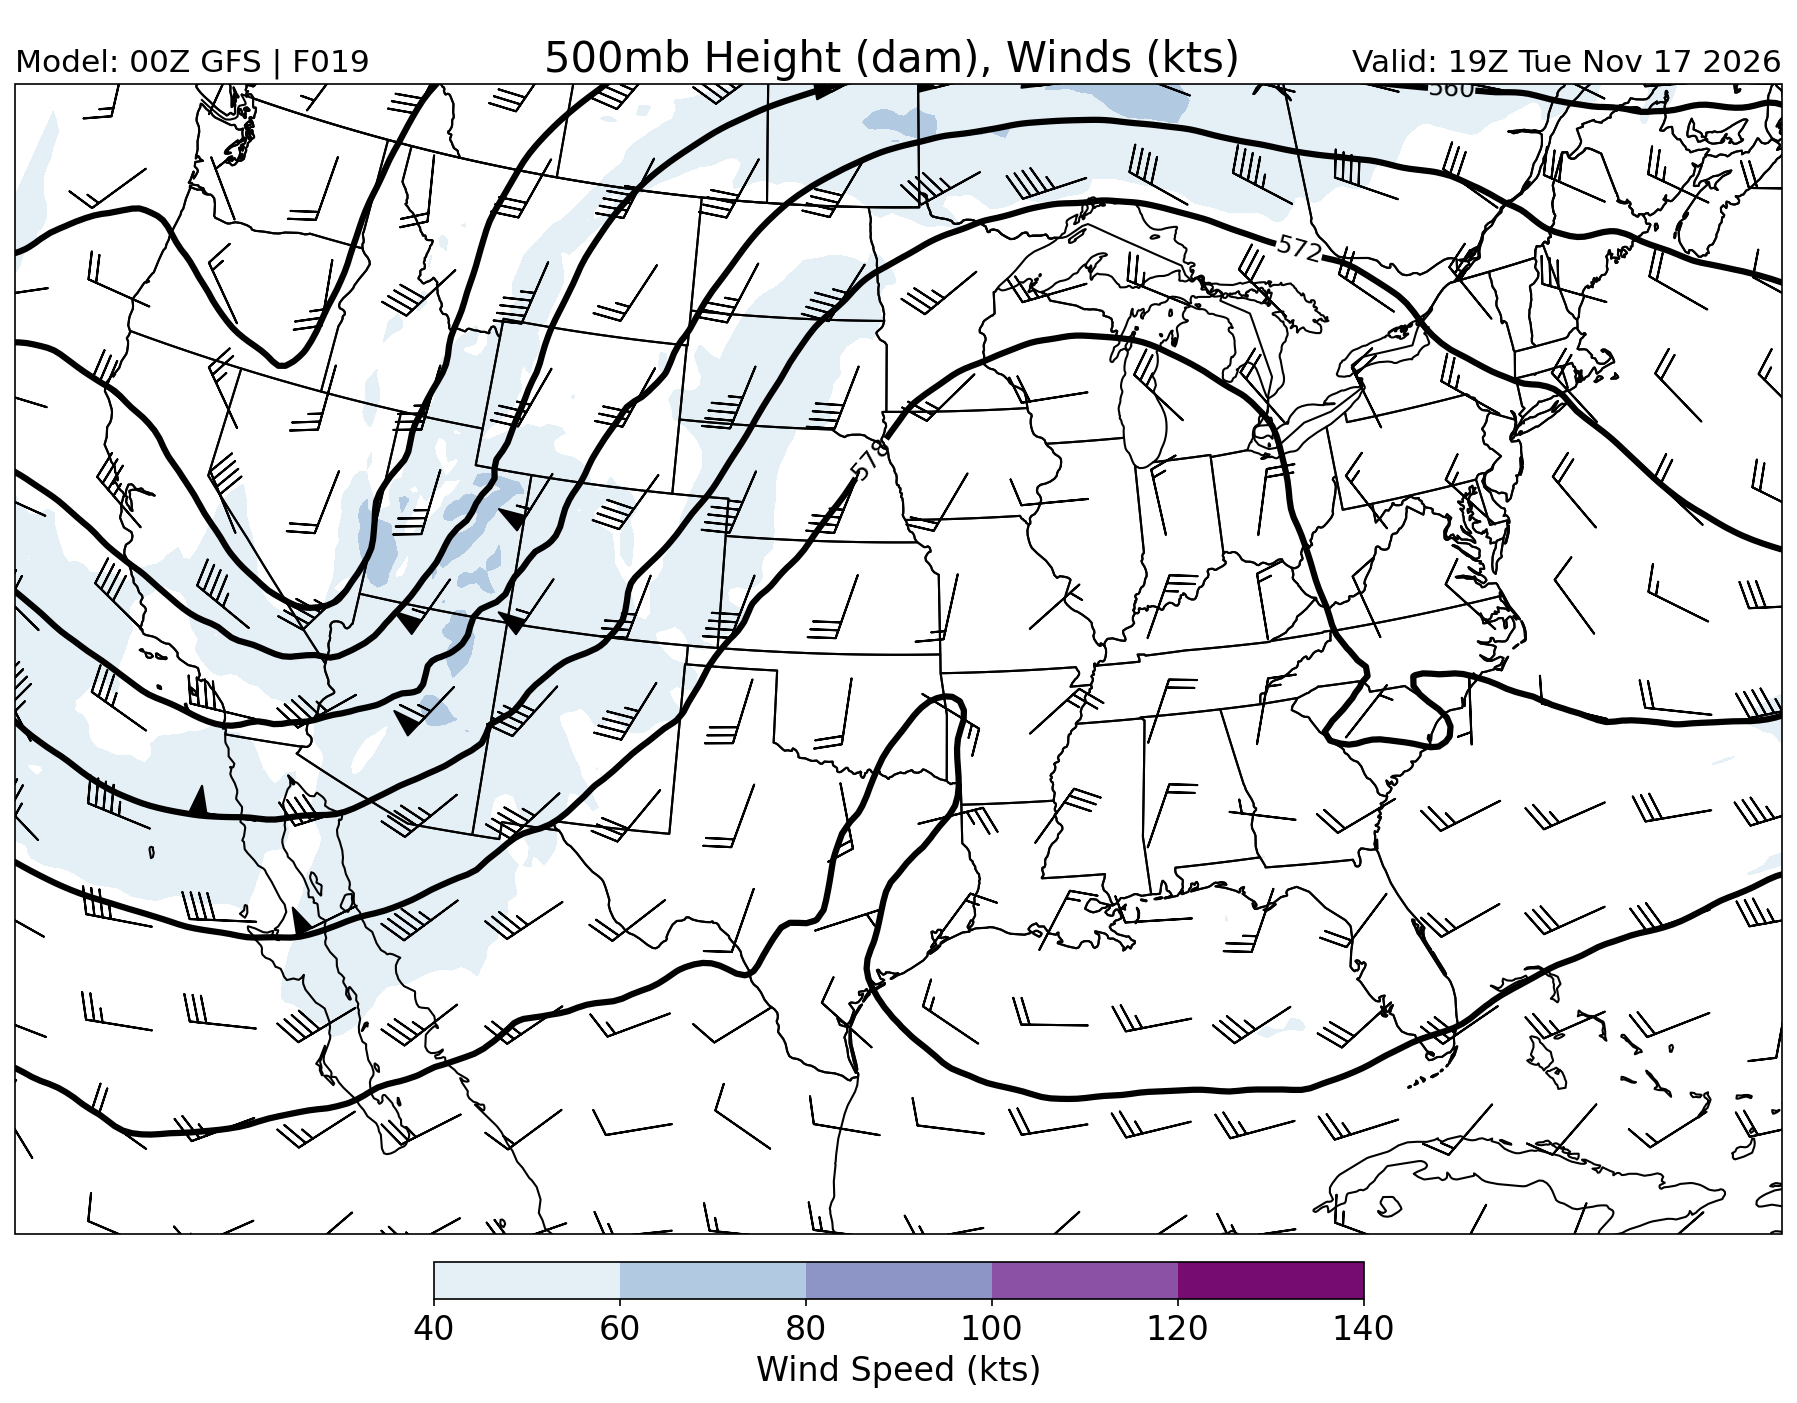 Model: 00Z GFS | F019
500mb Height (dam), Winds (kts)
Valid: 19Z Tue Nov 17 2026
560
572
578
40 60 80 100 120 140
Wind Speed (kts)